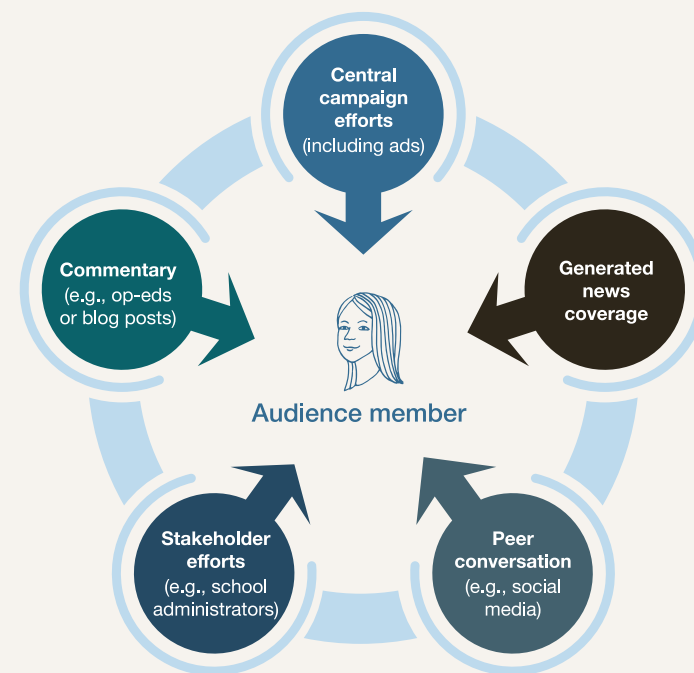 Central
campaign
efforts
(including ads)
Commentary
(e.g., op-eds
or blog posts)
Generated
news
coverage
Audience member
Stakeholder
efforts
(e.g., school
administrators)
Peer
conversation
(e.g., social
media)